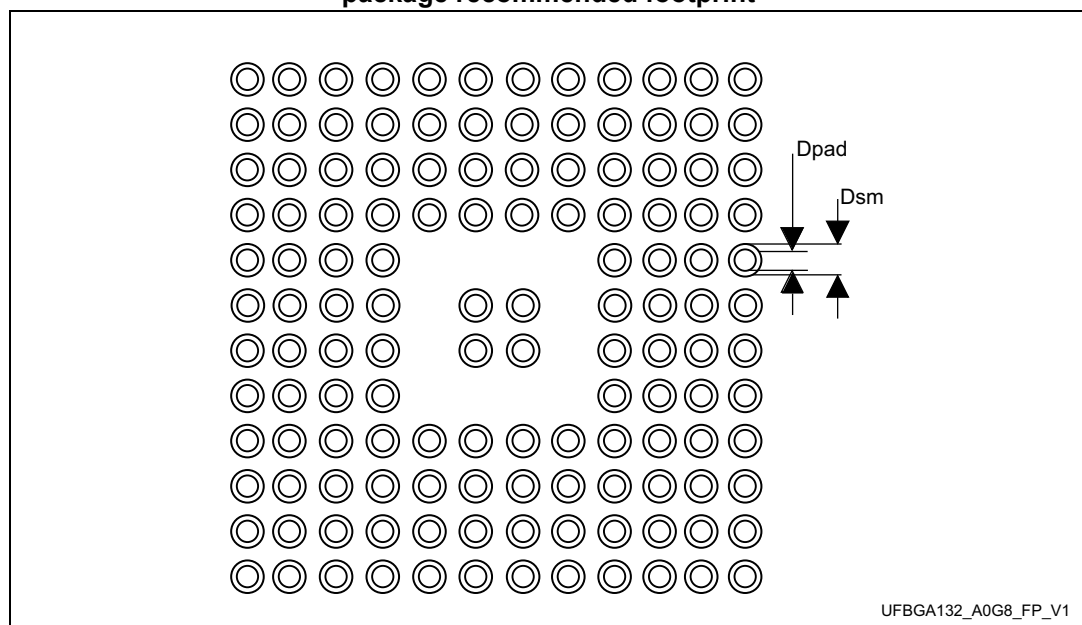 package recommended footprint
Dpad
Dsm
UFBGA132_A0G8_FP_V1